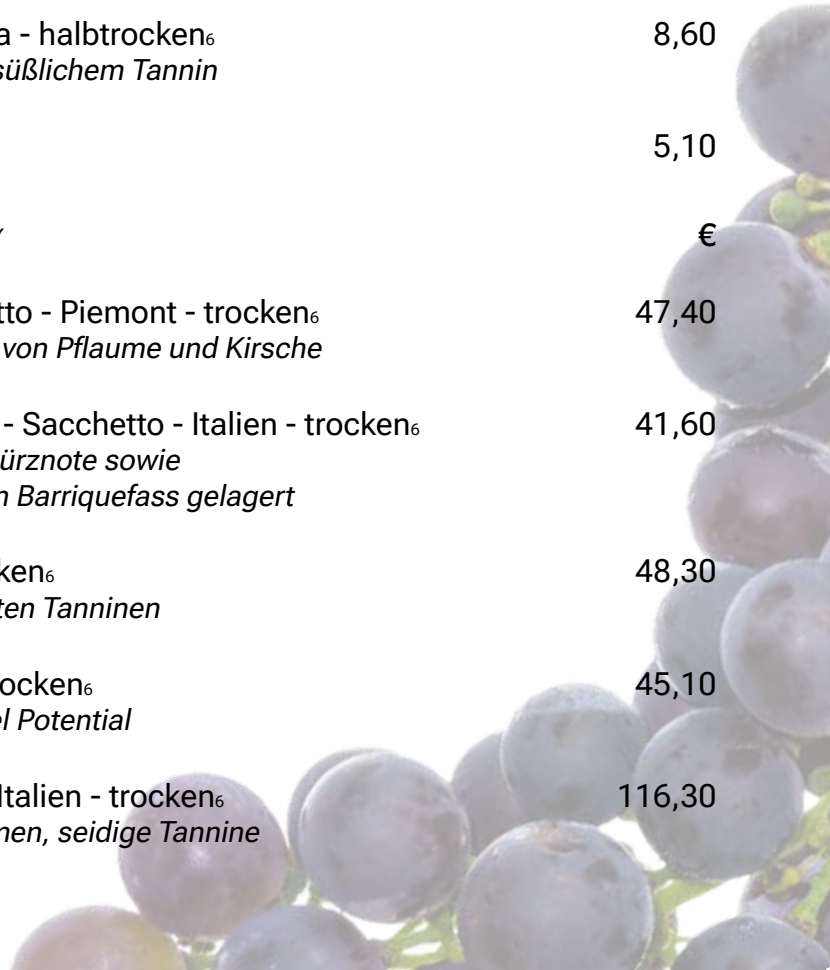 a - halbtrocken6 8,60
süßlichem Tannin
5,10
€
tto - Piemont - trocken6 47,40
von Pflaume und Kirsche
- Sacchetto - Italien - trocken6 41,60
ürznote sowie
n Barriquefass gelagert
ken6 48,30
ten Tanninen
ocken6 45,10
el Potential
Italien - trocken6 116,30
nen, seidige Tannine